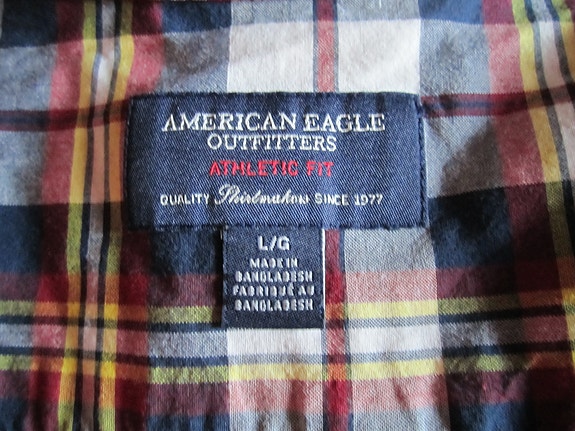 AMERICAN EAGLE
OUTFITTERS
ATHLETIC FIT
QUALITY Shirtmakers SINCE 1977
L/G
MADE IN
BANGLADESH
FABRIQUÉ AU
BANGLADESH